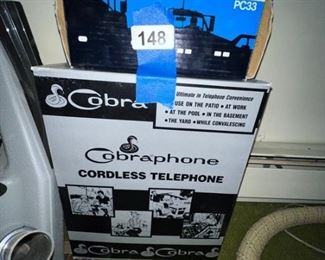 PC33
148
Cobra
Ultimate in Telephone Convenience
• USE ON THE PATIO • AT WORK
• AT THE POOL • IN THE BASEMENT
• THE YARD • WHILE CONVALESCING
Cobraphone
CORDLESS TELEPHONE
Cobra Cobra